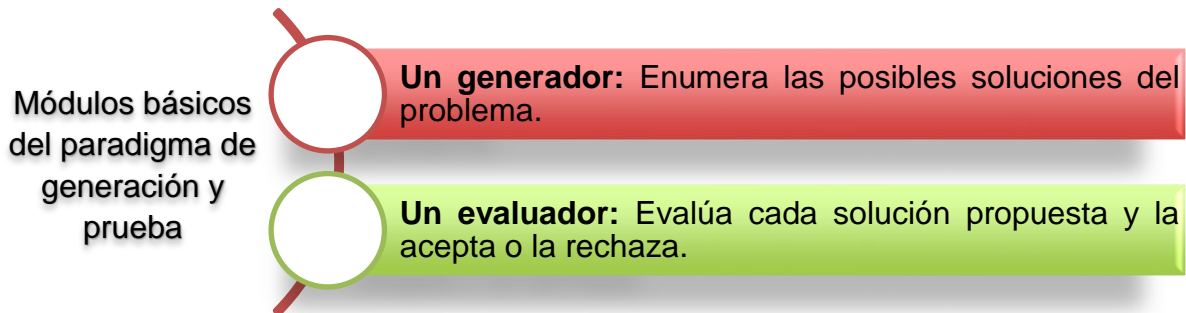 Módulos básicos
del paradigma de
generación y
prueba
Un generador: Enumera las posibles soluciones del
problema.
Un evaluador: Evalúa cada solución propuesta y la
acepta o la rechaza.